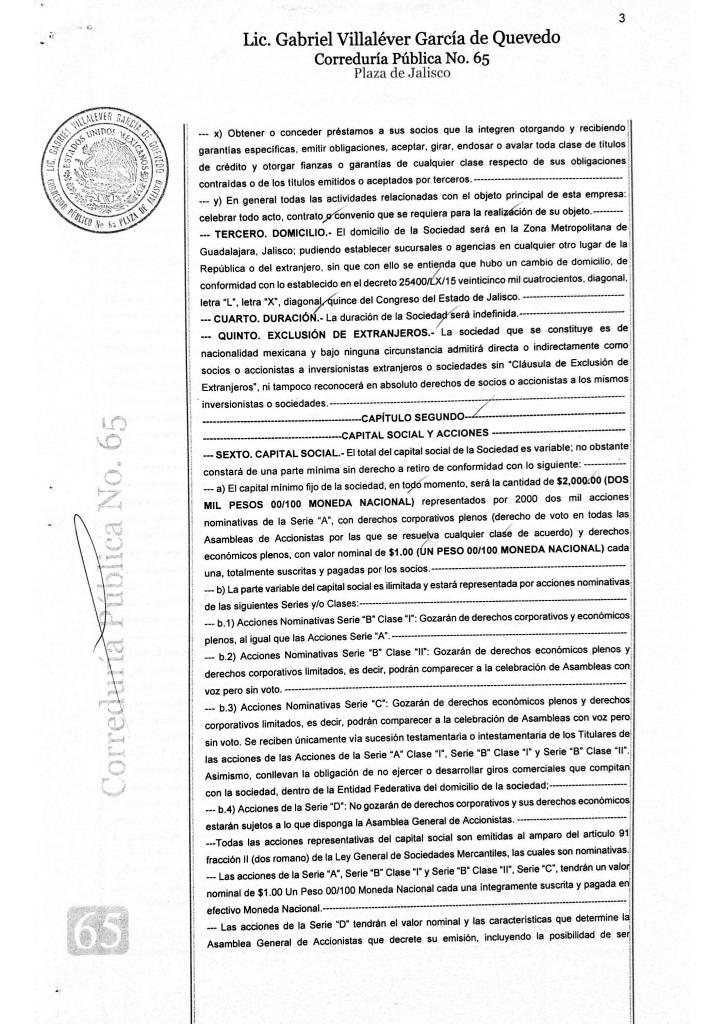 3
Lic. Gabriel Villaléver García de Quevedo
Correduría Pública No. 65
Plaza de Jalisco
LIC. GABRIEL VILLALEVER GARCIA DE QUEVEDO
ESTADOS UNIDOS MEXICANOS
CORREDOR PÚBLICO No 65 PLAZA DE JALISCO
--- x) Obtener o conceder préstamos a sus socios que la integren otorgando y recibiendo
garantías especificas, emitir obligaciones, aceptar, girar, endosar o avalar toda clase de títulos
de crédito y otorgar fianzas o garantías de cualquier clase respecto de sus obligaciones
contraídas o de los títulos emitidos o aceptados por terceros.-----------------------------------
--- y) En general todas las actividades relacionadas con el objeto principal de esta empresa:
celebrar todo acto, contrato o convenio que se requiera para la realización de su objeto.---------
--- TERCERO. DOMICILIO.- El domicilio de la Sociedad será en la Zona Metropolitana de
Guadalajara, Jalisco; pudiendo establecer sucursales o agencias en cualquier otro lugar de la
República o del extranjero, sin que con ello se entienda que hubo un cambio de domicilio, de
conformidad con lo establecido en el decreto 25400/LX/15 veinticinco mil cuatrocientos, diagonal,
letra "L", letra "X", diagonal, quince del Congreso del Estado de Jalisco. ------------------------
--- CUARTO. DURACIÓN.- La duración de la Sociedad será indefinida.---------------------------
--- QUINTO. EXCLUSIÓN DE EXTRANJEROS.- La sociedad que se constituye es de
nacionalidad mexicana y bajo ninguna circunstancia admitirá directa o indirectamente como
socios o accionistas a inversionistas extranjeros o sociedades sin "Cláusula de Exclusión de
Extranjeros", ni tampoco reconocerá en absoluto derechos de socios o accionistas a los mismos
inversionistas o sociedades.-----------------------------------------------------------------
-------------------------------------CAPÍTULO SEGUNDO-------------------------------------
--------------------------------CAPITAL SOCIAL Y ACCIONES --------------------------------
--- SEXTO. CAPITAL SOCIAL.- El total del capital social de la Sociedad es variable; no obstante
constará de una parte mínima sin derecho a retiro de conformidad con lo siguiente: -----------
--- a) El capital mínimo fijo de la sociedad, en todo momento, será la cantidad de $2,000.00 (DOS
MIL PESOS 00/100 MONEDA NACIONAL) representados por 2000 dos mil acciones
nominativas de la Serie "A", con derechos corporativos plenos (derecho de voto en todas las
Asambleas de Accionistas por las que se resuelva cualquier clase de acuerdo) y derechos
económicos plenos, con valor nominal de $1.00 (UN PESO 00/100 MONEDA NACIONAL) cada
una, totalmente suscritas y pagadas por los socios.---------------------------------------------
--- b) La parte variable del capital social es ilimitada y estará representada por acciones nominativas
de las siguientes Series y/o Clases:------------------------------------------------------------
--- b.1) Acciones Nominativas Serie "B" Clase "I": Gozarán de derechos corporativos y económicos
plenos, al igual que las Acciones Serie "A".-----------------------------------------------------
--- b.2) Acciones Nominativas Serie "B" Clase "II": Gozarán de derechos económicos plenos y
derechos corporativos limitados, es decir, podrán comparecer a la celebración de Asambleas con
voz pero sin voto. ----------------------------------------------------------------------------
--- b.3) Acciones Nominativas Serie "C": Gozarán de derechos económicos plenos y derechos
corporativos limitados, es decir, podrán comparecer a la celebración de Asambleas con voz pero
sin voto. Se reciben únicamente vía sucesión testamentaria o intestamentaria de los Titulares de
las acciones de las Acciones de la Serie "A" Clase "I", Serie "B" Clase "I" y Serie "B" Clase "II".
Asimismo, conllevan la obligación de no ejercer o desarrollar giros comerciales que compitan
con la sociedad, dentro de la Entidad Federativa del domicilio de la sociedad;------------------
--- b.4) Acciones de la Serie "D": No gozarán de derechos corporativos y sus derechos económicos
estarán sujetos a lo que disponga la Asamblea General de Accionistas. --------------------------
---Todas las acciones representativas del capital social son emitidas al amparo del artículo 91
fracción II (dos romano) de la Ley General de Sociedades Mercantiles, las cuales son nominativas.
--- Las acciones de la Serie "A", Serie "B" Clase "I" y Serie "B" Clase "II", Serie "C", tendrán un valor
nominal de $1.00 Un Peso 00/100 Moneda Nacional cada una íntegramente suscrita y pagada en
efectivo Moneda Nacional.---------------------------------------------------------------------
--- Las acciones de la Serie "D" tendrán el valor nominal y las características que determine la
Asamblea General de Accionistas que decrete su emisión, incluyendo la posibilidad de ser
Correduría Pública No. 65
65